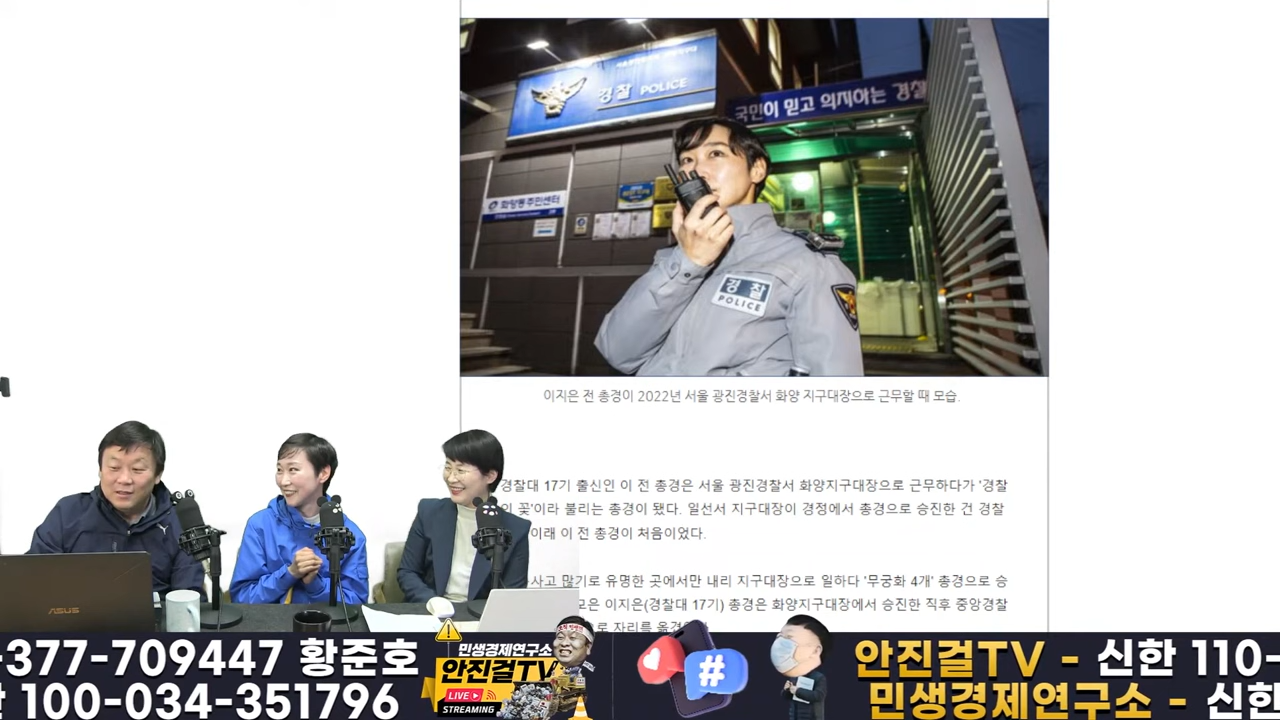 경찰 POLICE
국민이 믿고 의지하는 경찰
화양동주민센터
경찰
POLICE
이지은 전 총경이 2022년 서울 광진경찰서 화양 지구대장으로 근무할 때 모습.
경찰대 17기 출신인 이 전 총경은 서울 광진경찰서 화양지구대장으로 근무하다가 '경찰
꽃'이라 불리는 총경이 됐다. 일선서 지구대장이 경정에서 총경으로 승진한 건 경찰
이래 이 전 총경이 처음이었다.
사고 많기로 유명한 곳에서만 내리 지구대장으로 일하다 '무궁화 4개' 총경으로 승
이지은(경찰대 17기) 총경은 화양지구대장에서 승진한 직후 중앙경찰
자리를
ASUS
-377-709447 황준호
100-034-351796
민생경제연구소
안진걸TV
LIVE
STREAMING
#
안진걸TV - 신한 110-
민생경제연구소 - 신한